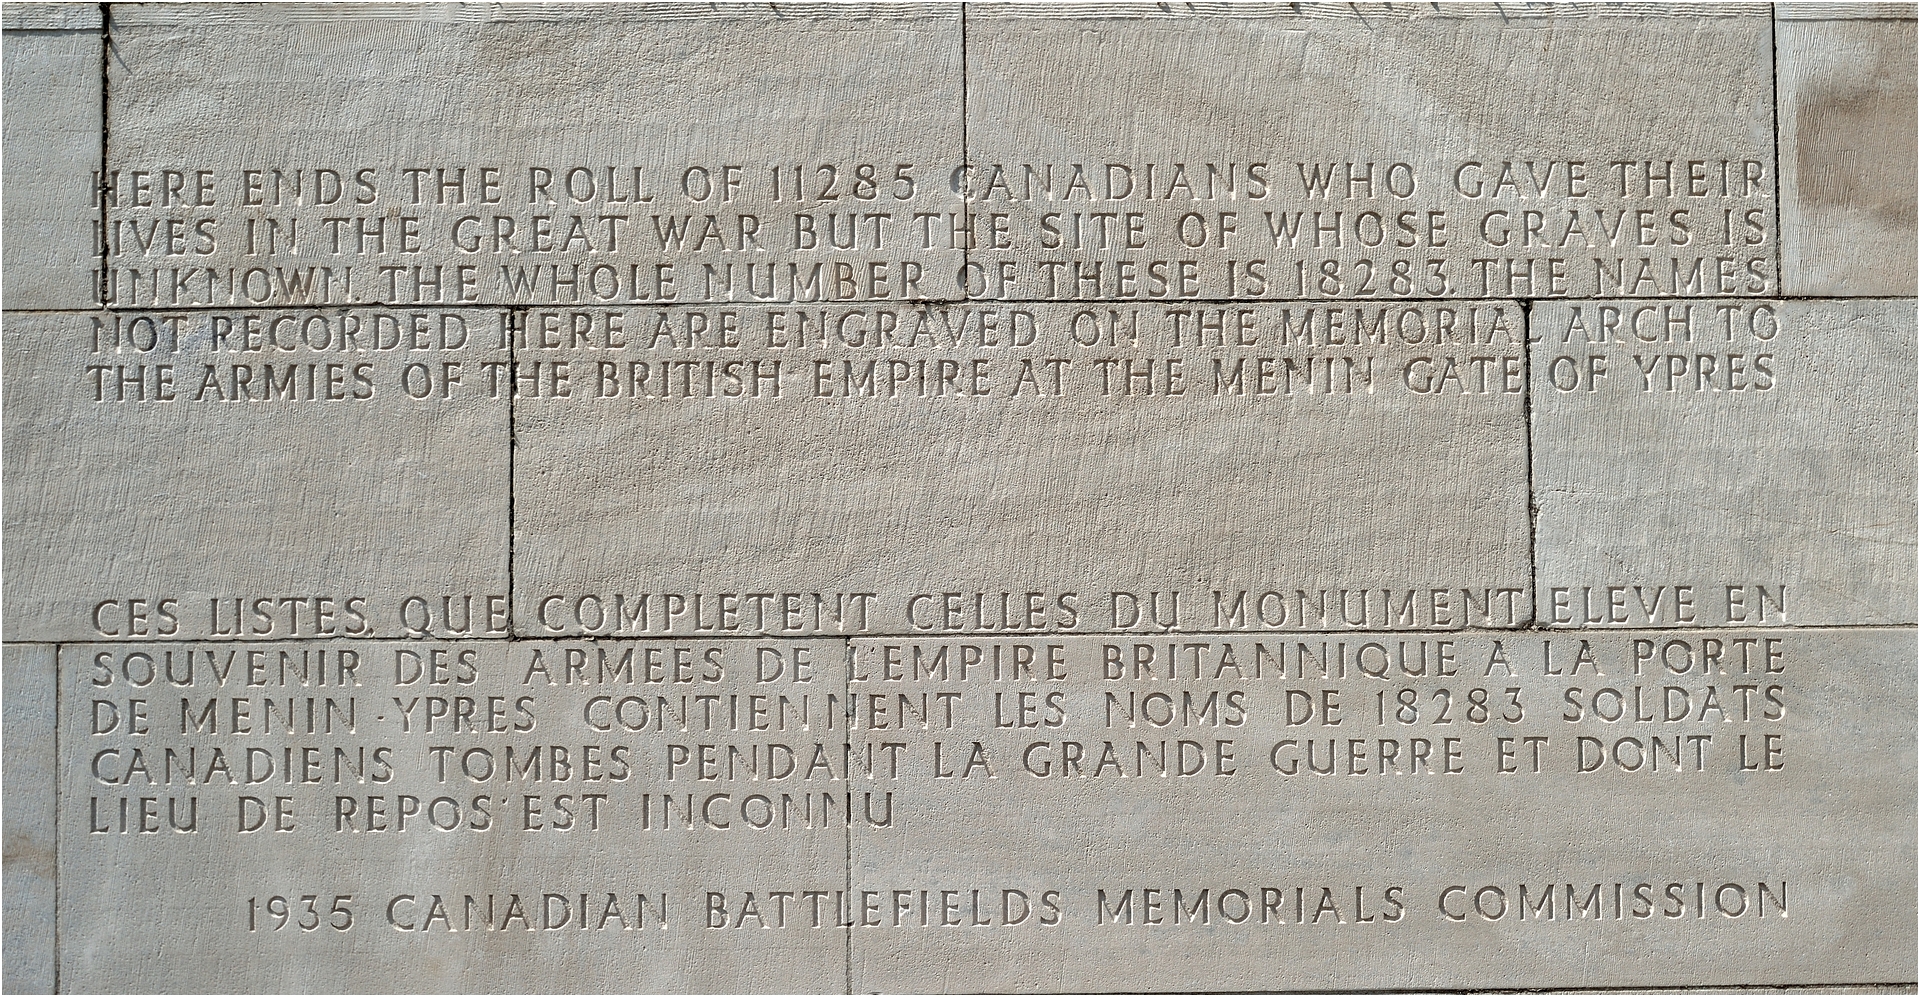 HERE ENDS THE ROLL OF 11285 CANADIANS WHO GAVE THEIR
LIVES IN THE GREAT WAR BUT THE SITE OF WHOSE GRAVES IS
UNKNOWN. THE WHOLE NUMBER OF THESE IS 18283. THE NAMES
NOT RECORDED HERE ARE ENGRAVED ON THE MEMORIAL ARCH TO
THE ARMIES OF THE BRITISH EMPIRE AT THE MENIN GATE OF YPRES
CES LISTES, QUE COMPLETENT CELLES DU MONUMENT ELEVE EN
SOUVENIR DES ARMEES DE L'EMPIRE BRITANNIQUE A LA PORTE
DE MENIN-YPRES CONTIENNENT LES NOMS DE 18283 SOLDATS
CANADIENS TOMBES PENDANT LA GRANDE GUERRE ET DONT LE
LIEU DE REPOS EST INCONNU
1935 CANADIAN BATTLEFIELDS MEMORIALS COMMISSION